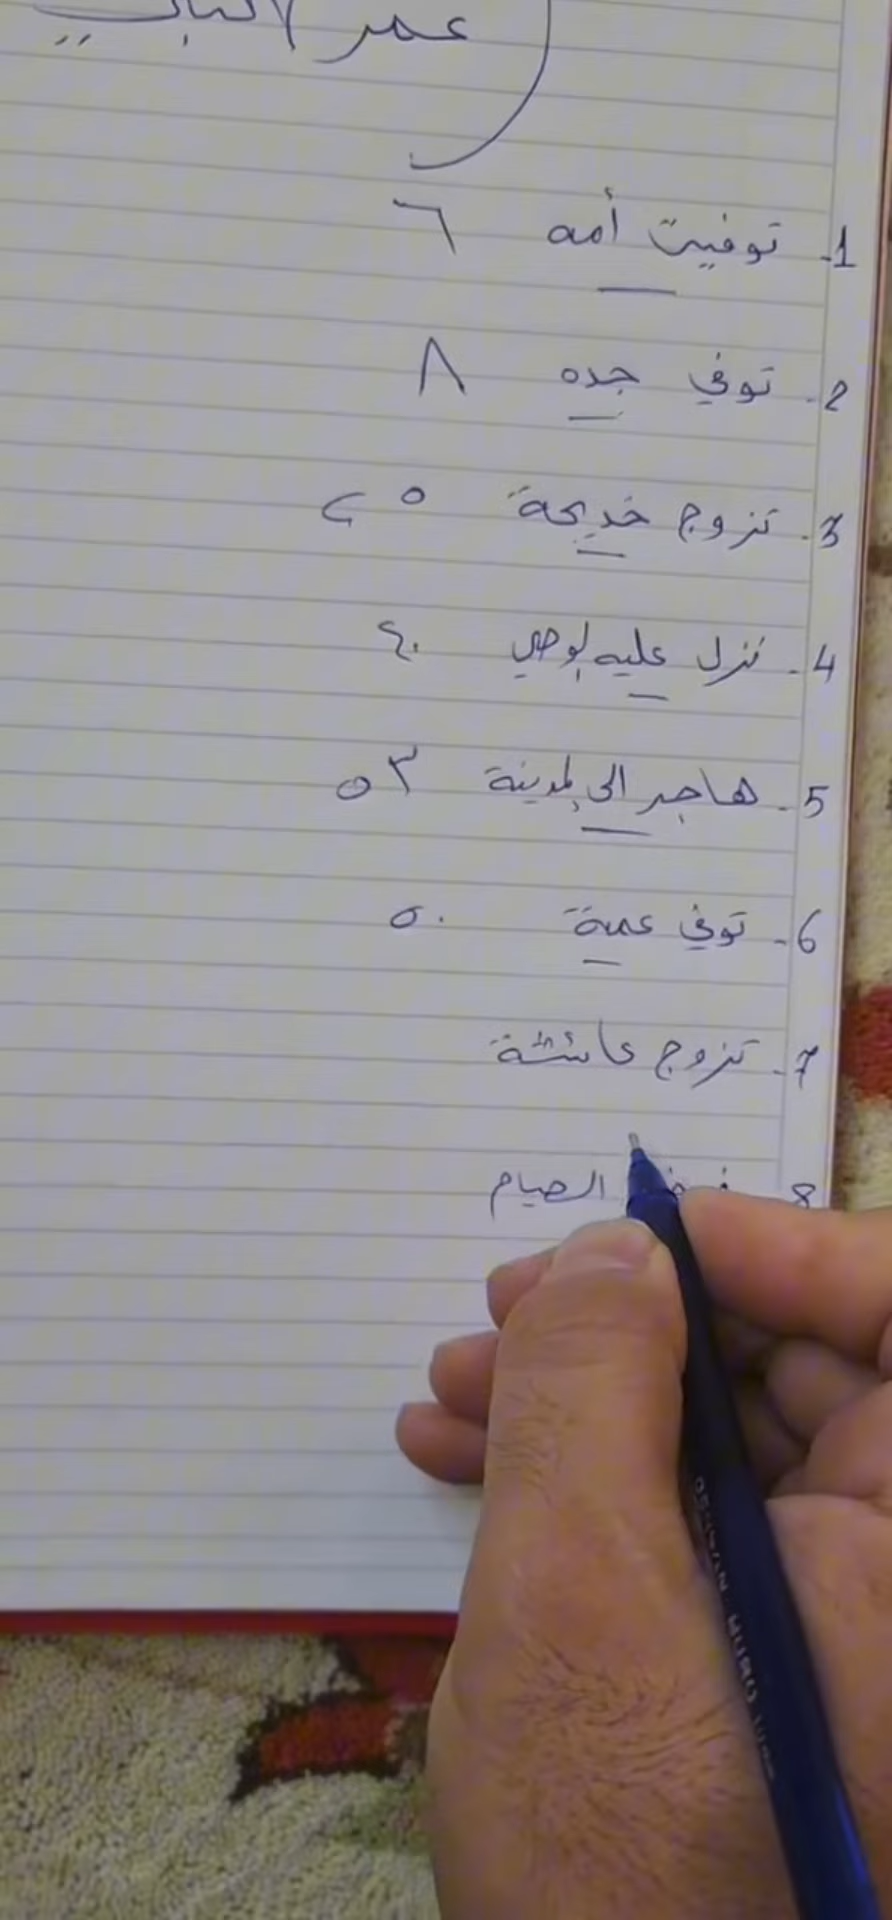 عمر النبي
1. توفيت أمه ٦
2. توفي جده ٨
3. تزوج خديجة ٢٥
4. نزل عليه الوحي ٤٠
5. هاجر الى المدينة ٥٣
6. توفي عمة ٥٠
7. تزوج عائشة
8. الصيام